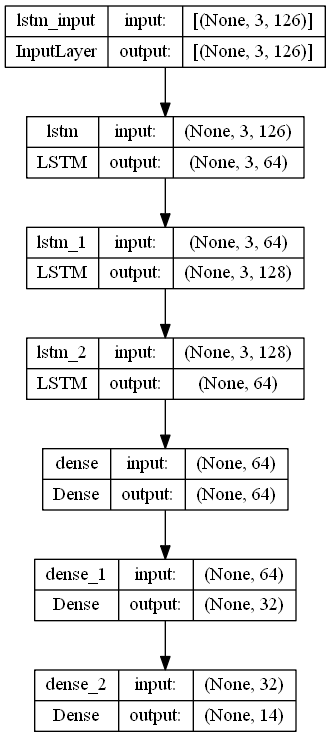 lstm_input input: [(None, 3, 126)]
InputLayer output: [(None, 3, 126)]
lstm input: (None, 3, 126)
LSTM output: (None, 3, 64)
lstm_1 input: (None, 3, 64)
LSTM output: (None, 3, 128)
lstm_2 input: (None, 3, 128)
LSTM output: (None, 64)
dense input: (None, 64)
Dense output: (None, 64)
dense_1 input: (None, 64)
Dense output: (None, 32)
dense_2 input: (None, 32)
Dense output: (None, 14)